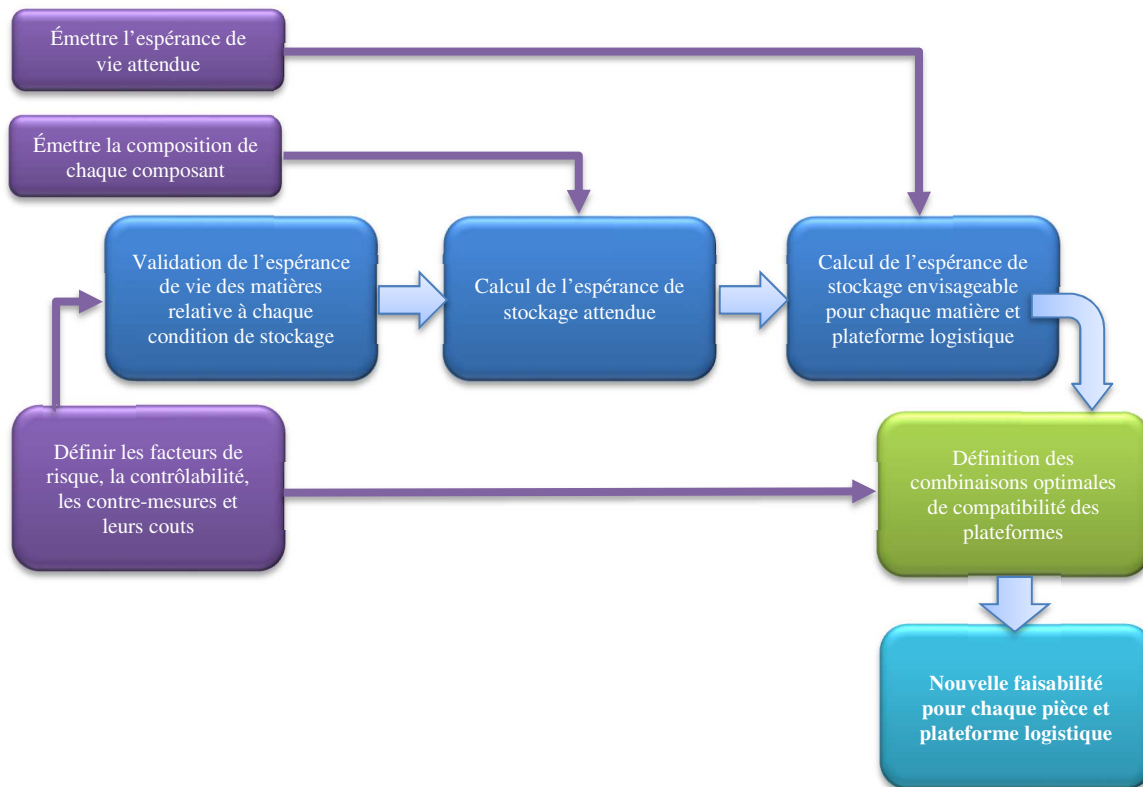 Émettre l’espérance de
vie attendue
Émettre la composition de
chaque composant
Validation de l’espérance
de vie des matières
relative à chaque
condition de stockage
Calcul de l’espérance de
stockage attendue
Calcul de l’espérance de
stockage envisageable
pour chaque matière et
plateforme logistique
Définir les facteurs de
risque, la contrôlabilité,
les contre-mesures et
leurs couts
Définition des
combinaisons optimales
de compatibilité des
plateformes
Nouvelle faisabilité
pour chaque pièce et
plateforme logistique